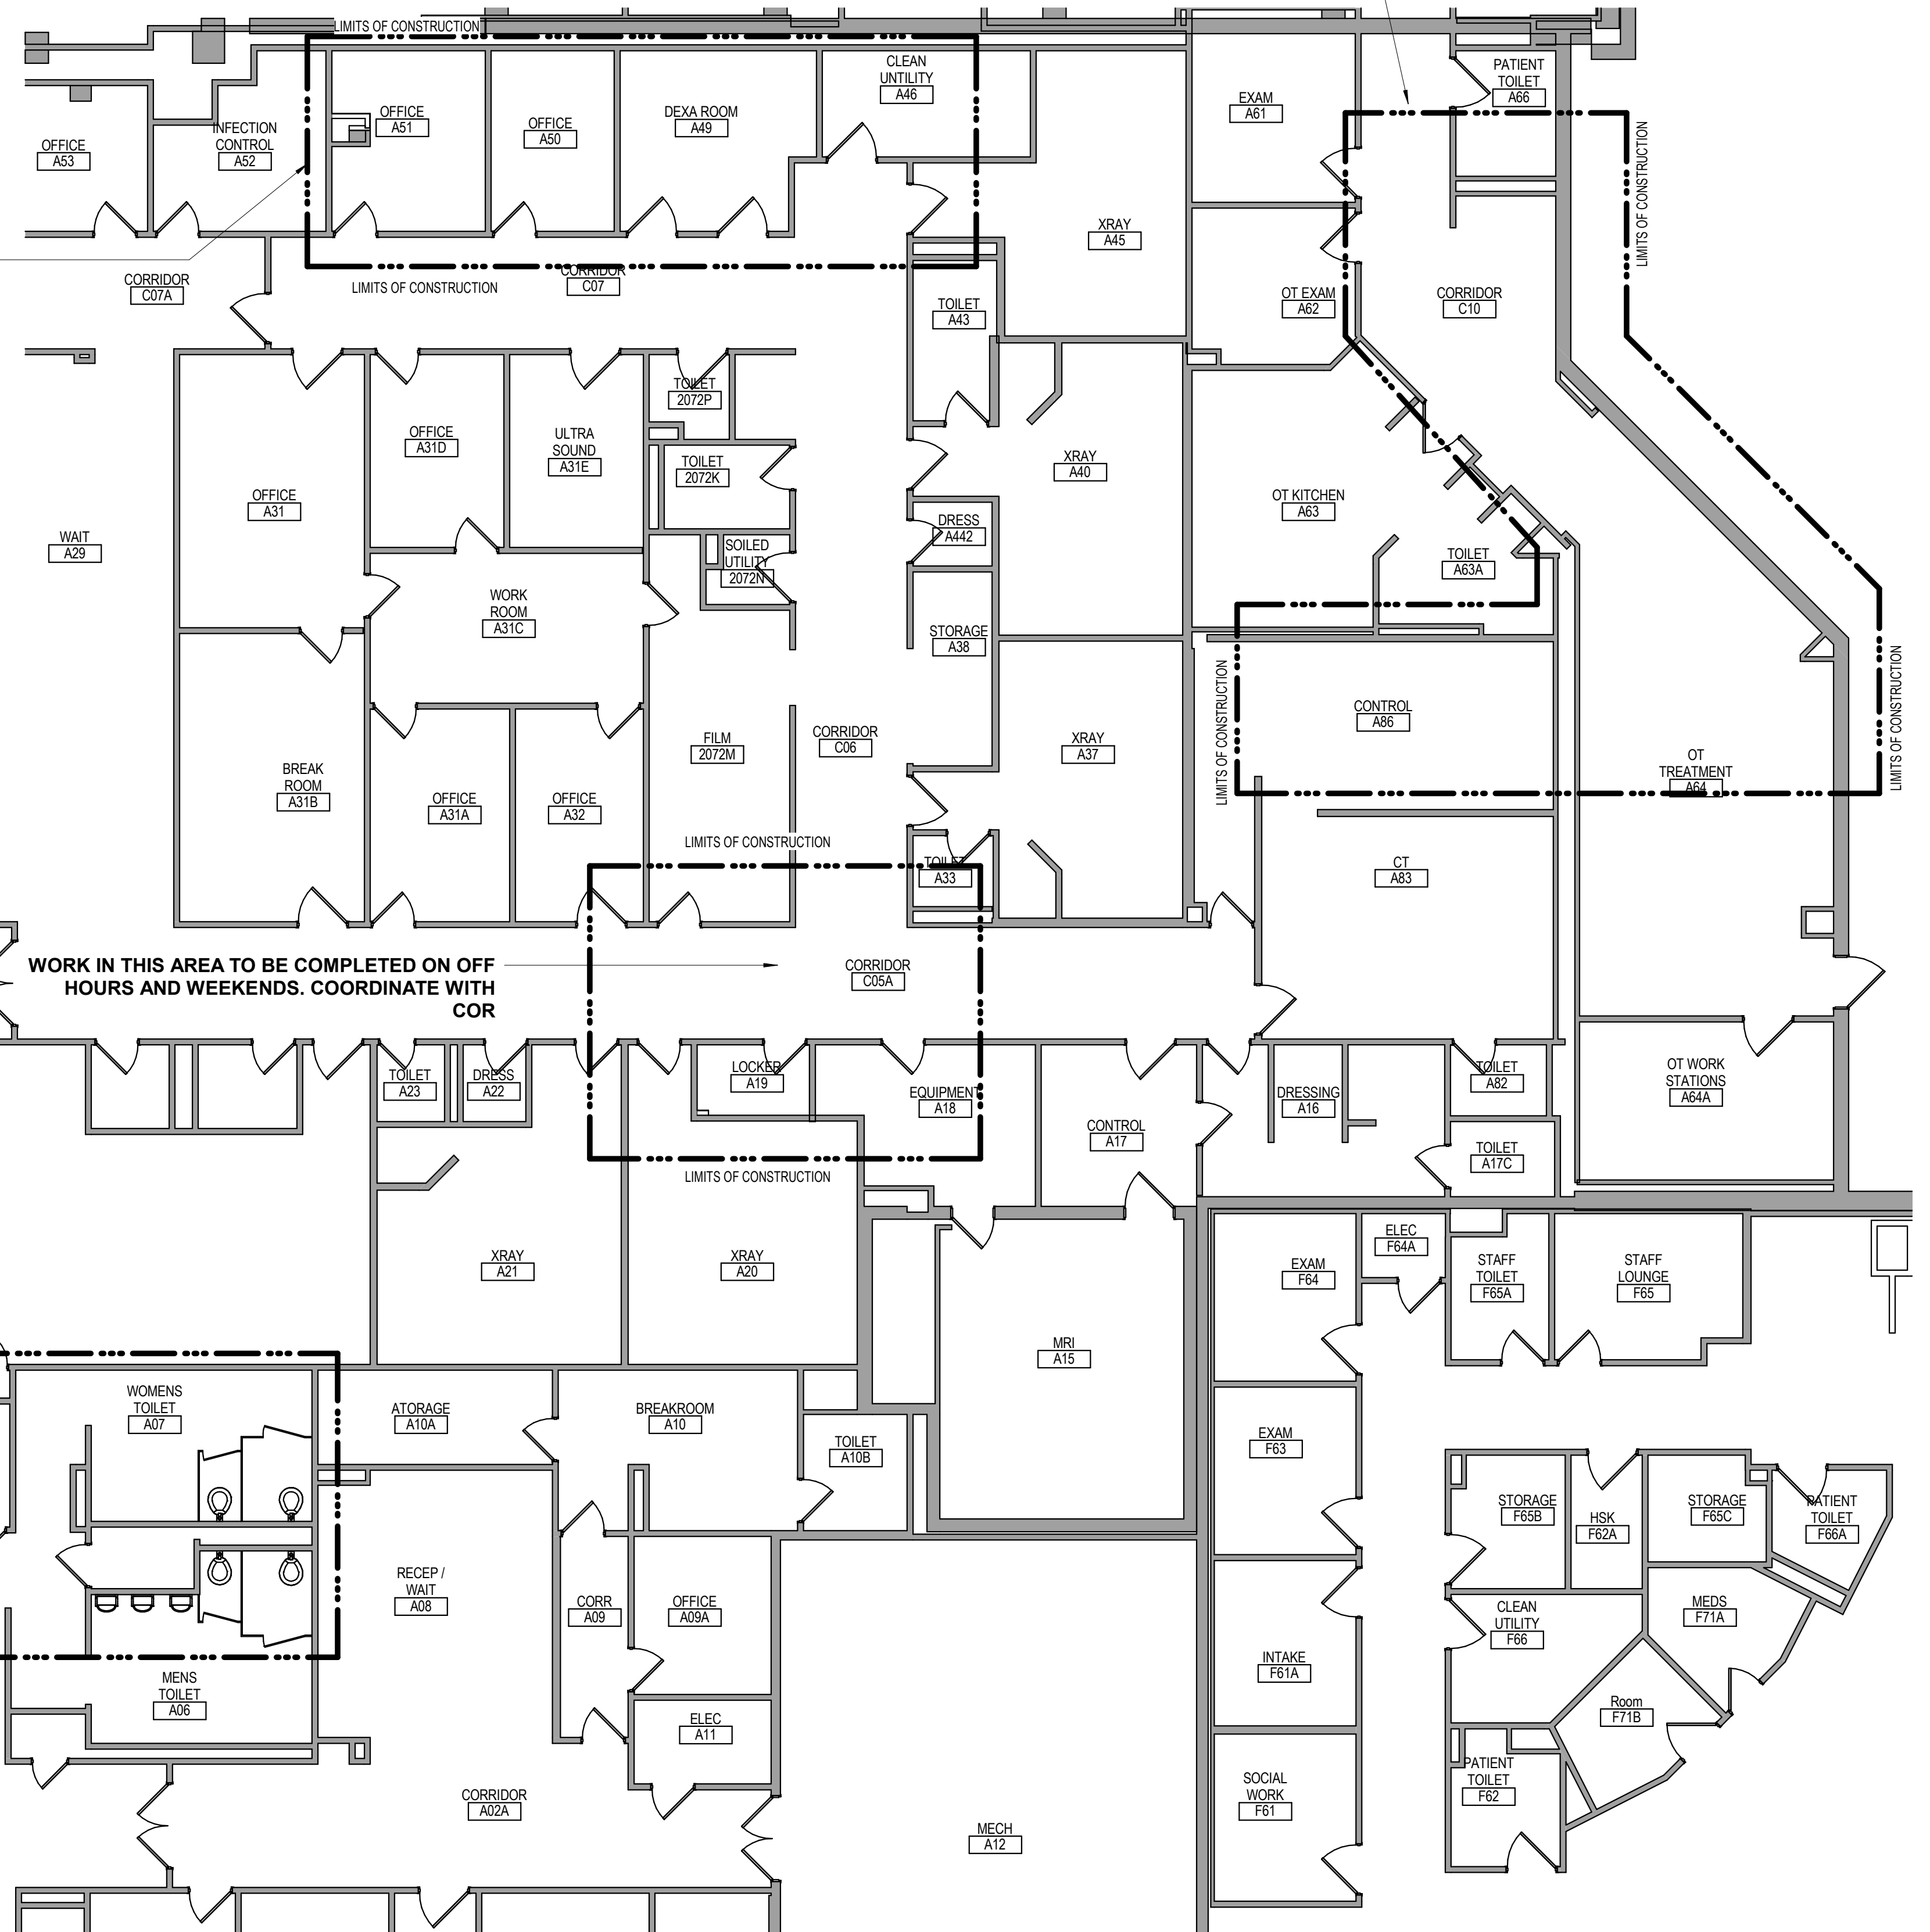 LIMITS OF CONSTRUCTION
CLEAN
UNTILITY
A46
OFFICE
A51
OFFICE
A50
DEXA ROOM
A49
INFECTION
CONTROL
A52
OFFICE
A53
EXAM
A61
PATIENT
TOILET
A66
LIMITS OF CONSTRUCTION
XRAY
A45
CORRIDOR
C07A
CORRIDOR
C07
LIMITS OF CONSTRUCTION
TOILET
A43
OT EXAM
A62
CORRIDOR
C10
TOILET
2072P
OFFICE
A31D
ULTRA
SOUND
A31E
TOILET
2072K
XRAY
A40
OFFICE
A31
OT KITCHEN
A63
WAIT
A29
DRESS
A442
SOILED
UTILITY
2072N
TOILET
A63A
WORK
ROOM
A31C
STORAGE
A38
LIMITS OF CONSTRUCTION
LIMITS OF CONSTRUCTION
CONTROL
A86
FILM
2072M
CORRIDOR
C06
XRAY
A37
OT
TREATMENT
A64
BREAK
ROOM
A31B
OFFICE
A31A
OFFICE
A32
LIMITS OF CONSTRUCTION
TOILET
A33
CT
A83
WORK IN THIS AREA TO BE COMPLETED ON OFF
HOURS AND WEEKENDS. COORDINATE WITH
COR
CORRIDOR
C05A
TOILET
A23
DRESS
A22
LOCKER
A19
EQUIPMENT
A18
CONTROL
A17
DRESSING
A16
TOILET
A82
OT WORK
STATIONS
A64A
TOILET
A17C
LIMITS OF CONSTRUCTION
XRAY
A21
XRAY
A20
EXAM
F64
ELEC
F64A
STAFF
TOILET
F65A
STAFF
LOUNGE
F65
MRI
A15
WOMENS
TOILET
A07
ATORAGE
A10A
BREAKROOM
A10
TOILET
A10B
EXAM
F63
STORAGE
F65B
HSK
F62A
STORAGE
F65C
PATIENT
TOILET
F66A
RECEP /
WAIT
A08
CORR
A09
OFFICE
A09A
CLEAN
UTILITY
F66
MEDS
F71A
INTAKE
F61A
MENS
TOILET
A06
ELEC
A11
Room
F71B
PATIENT
TOILET
F62
SOCIAL
WORK
F61
CORRIDOR
A02A
MECH
A12